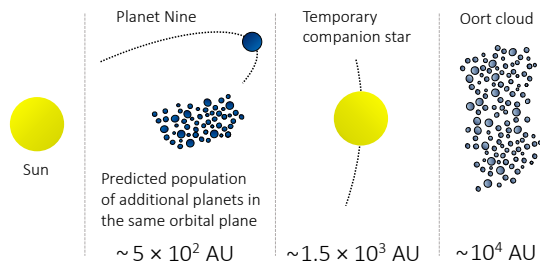 Planet Nine
Temporary
companion star
Oort cloud
Sun
Predicted population
of additional planets in
the same orbital plane
~ 5 × 10² AU
~ 1.5 × 10³ AU
~ 10⁴ AU